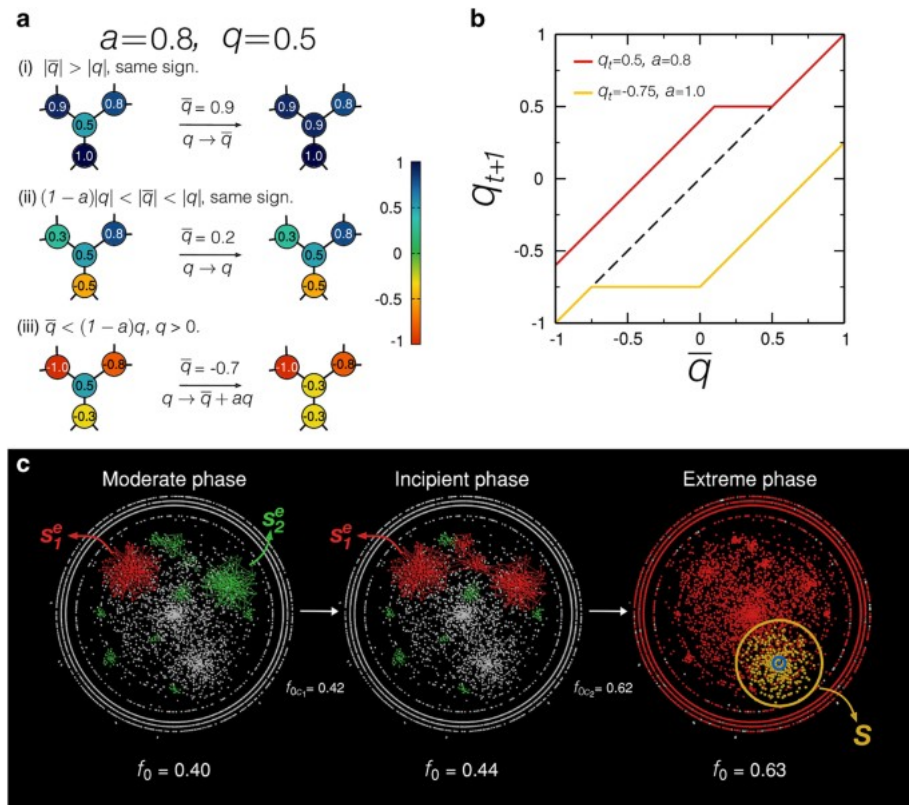 a
a=0.8, q=0.5
(i) |q̅| > |q|, same sign.
0.9 0.8
0.5
1.0
q̅ = 0.9
q → q̅
0.9 0.8
0.9
1.0
(ii) (1 – a)|q| < |q̅| < |q|, same sign.
0.3 0.8
0.5
-0.5
q̅ = 0.2
q → q
0.3 0.8
0.5
-0.5
(iii) q̅ < (1 – a)q, q > 0.
-1.0 -0.8
0.5
-0.3
q̅ = -0.7
q → q̅ + aq
-1.0 -0.8
-0.3
-0.3
1
0.5
0
-0.5
-1
b
qt+1
1
0.5
0
-0.5
-1
qt=0.5, a=0.8
qt=-0.75, a=1.0
-1 -0.5 0 0.5 1
q̅
c
Moderate phase Incipient phase Extreme phase
S1e S2e S1e
f0c1= 0.42 f0c2= 0.62
S
f0 = 0.40 f0 = 0.44 f0 = 0.63